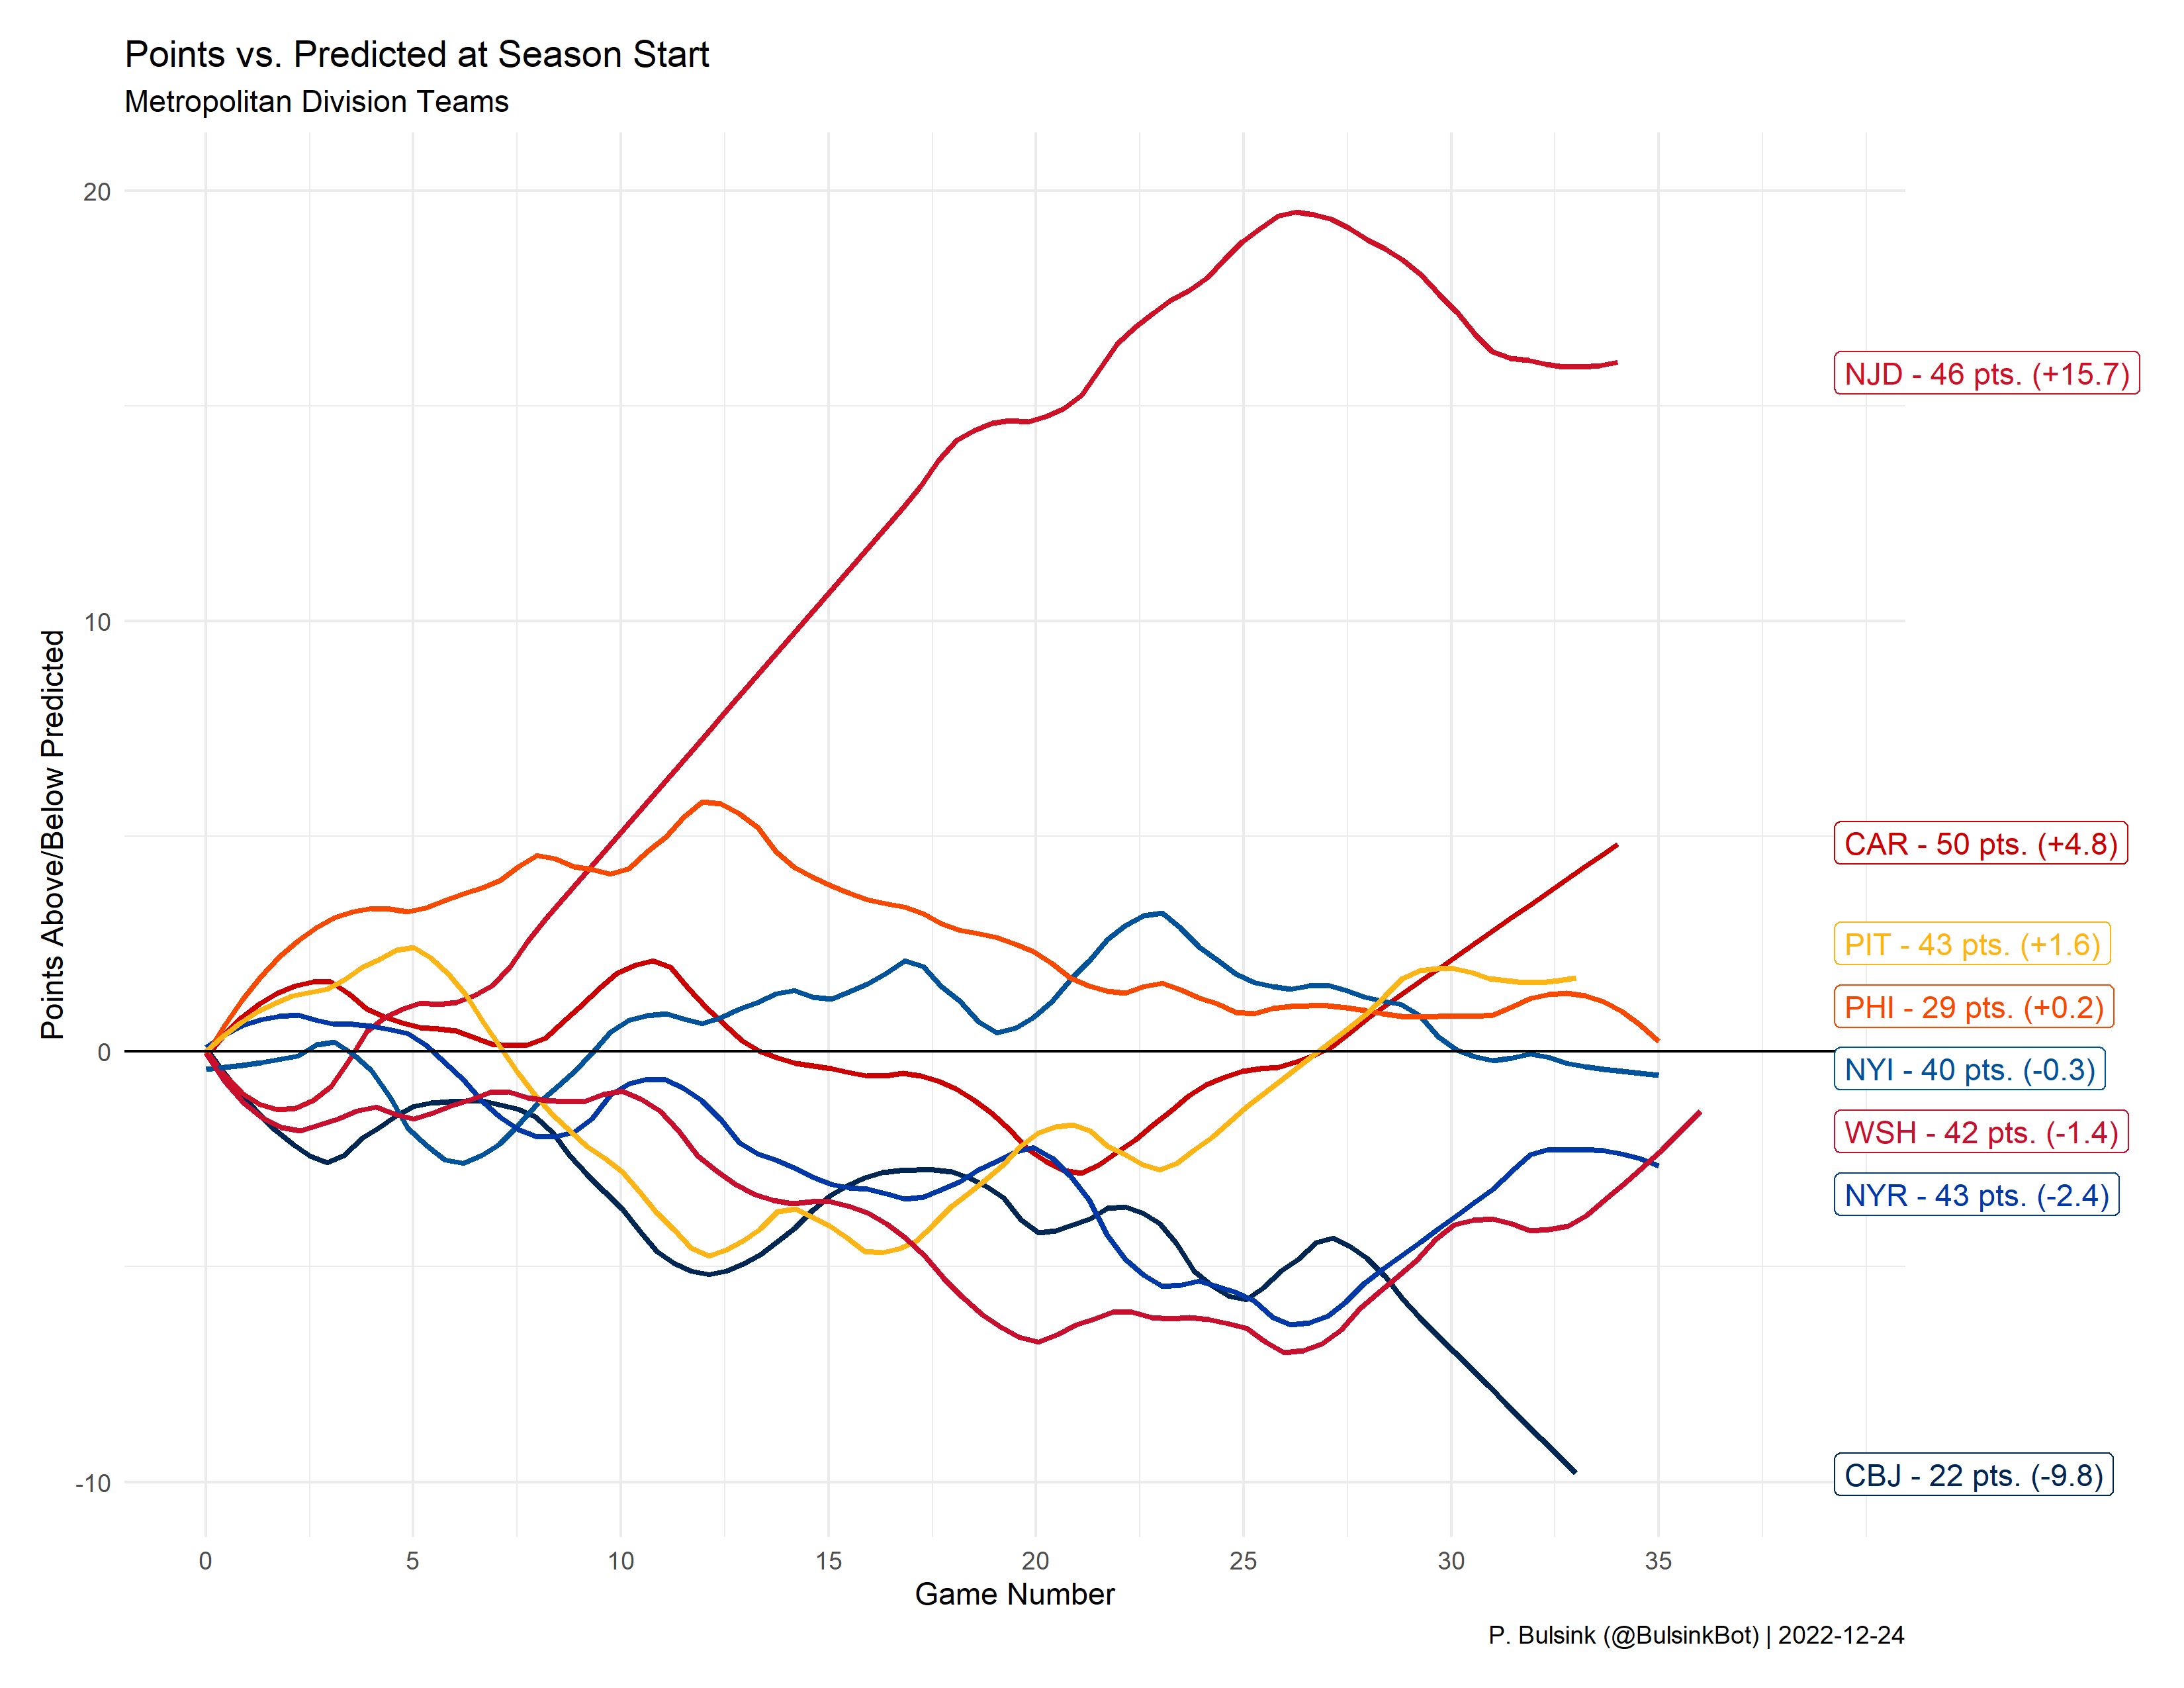 Points vs. Predicted at Season Start
Metropolitan Division Teams
Points Above/Below Predicted
20
10
0
-10
NJD - 46 pts. (+15.7)
CAR - 50 pts. (+4.8)
PIT - 43 pts. (+1.6)
PHI - 29 pts. (+0.2)
NYI - 40 pts. (-0.3)
WSH - 42 pts. (-1.4)
NYR - 43 pts. (-2.4)
CBJ - 22 pts. (-9.8)
0 5 10 15 20 25 30 35
Game Number
P. Bulsink (@BulsinkBot) | 2022-12-24